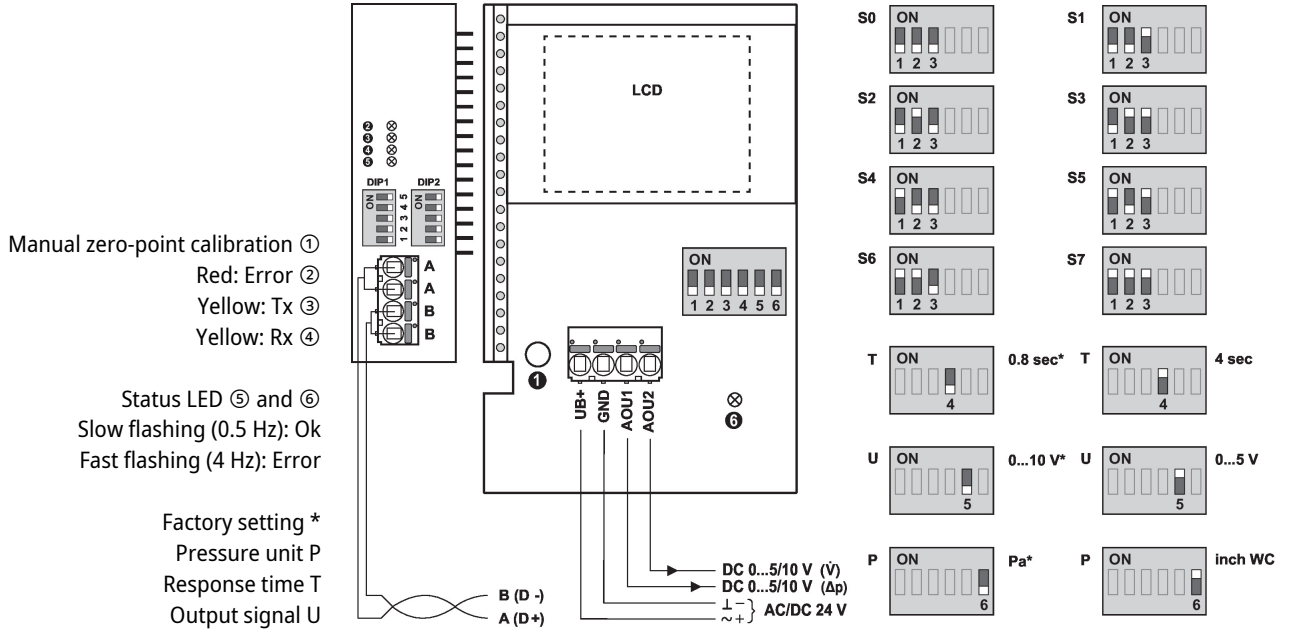 Manual zero-point calibration ①
Red: Error ②
Yellow: Tx ③
Yellow: Rx ④
Status LED ⑤ and ⑥
Slow flashing (0.5 Hz): Ok
Fast flashing (4 Hz): Error
Factory setting *
Pressure unit P
Response time T
Output signal U
❷
❸
❹
❺
DIP1 DIP2
ON ON
1 2 3 4 5
A
A
B
B
B (D -)
A (D+)
LCD
ON
1 2 3 4 5 6
❶
❻
UB+
GND
AOU1
AOU2
DC 0...5/10 V (V̇)
DC 0...5/10 V (Δp)
⊥ −
~ + } AC/DC 24 V
S0 ON
1 2 3
S1 ON
1 2 3
S2 ON
1 2 3
S3 ON
1 2 3
S4 ON
1 2 3
S5 ON
1 2 3
S6 ON
1 2 3
S7 ON
1 2 3
T ON 0.8 sec*
4
T ON 4 sec
4
U ON 0...10 V*
5
U ON 0...5 V
5
P ON Pa*
6
P ON inch WC
6